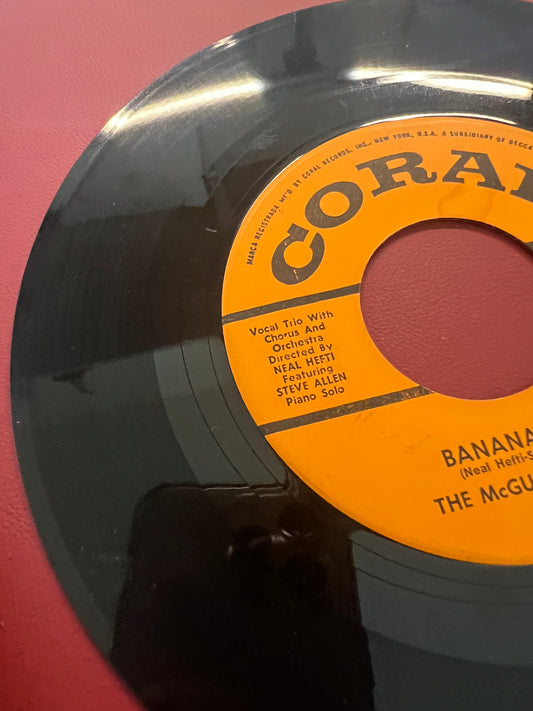 MARCA REGISTRADA MF'D BY CORAL RECORDS, INC., NEW YORK, U.S.A. A SUBSIDIARY OF DECCA
CORAL
Vocal Trio With
Chorus And
Orchestra
Directed By
NEAL HEFTI
Featuring
STEVE ALLEN
Piano Solo
BANANA
(Neal Hefti-S
THE McGU